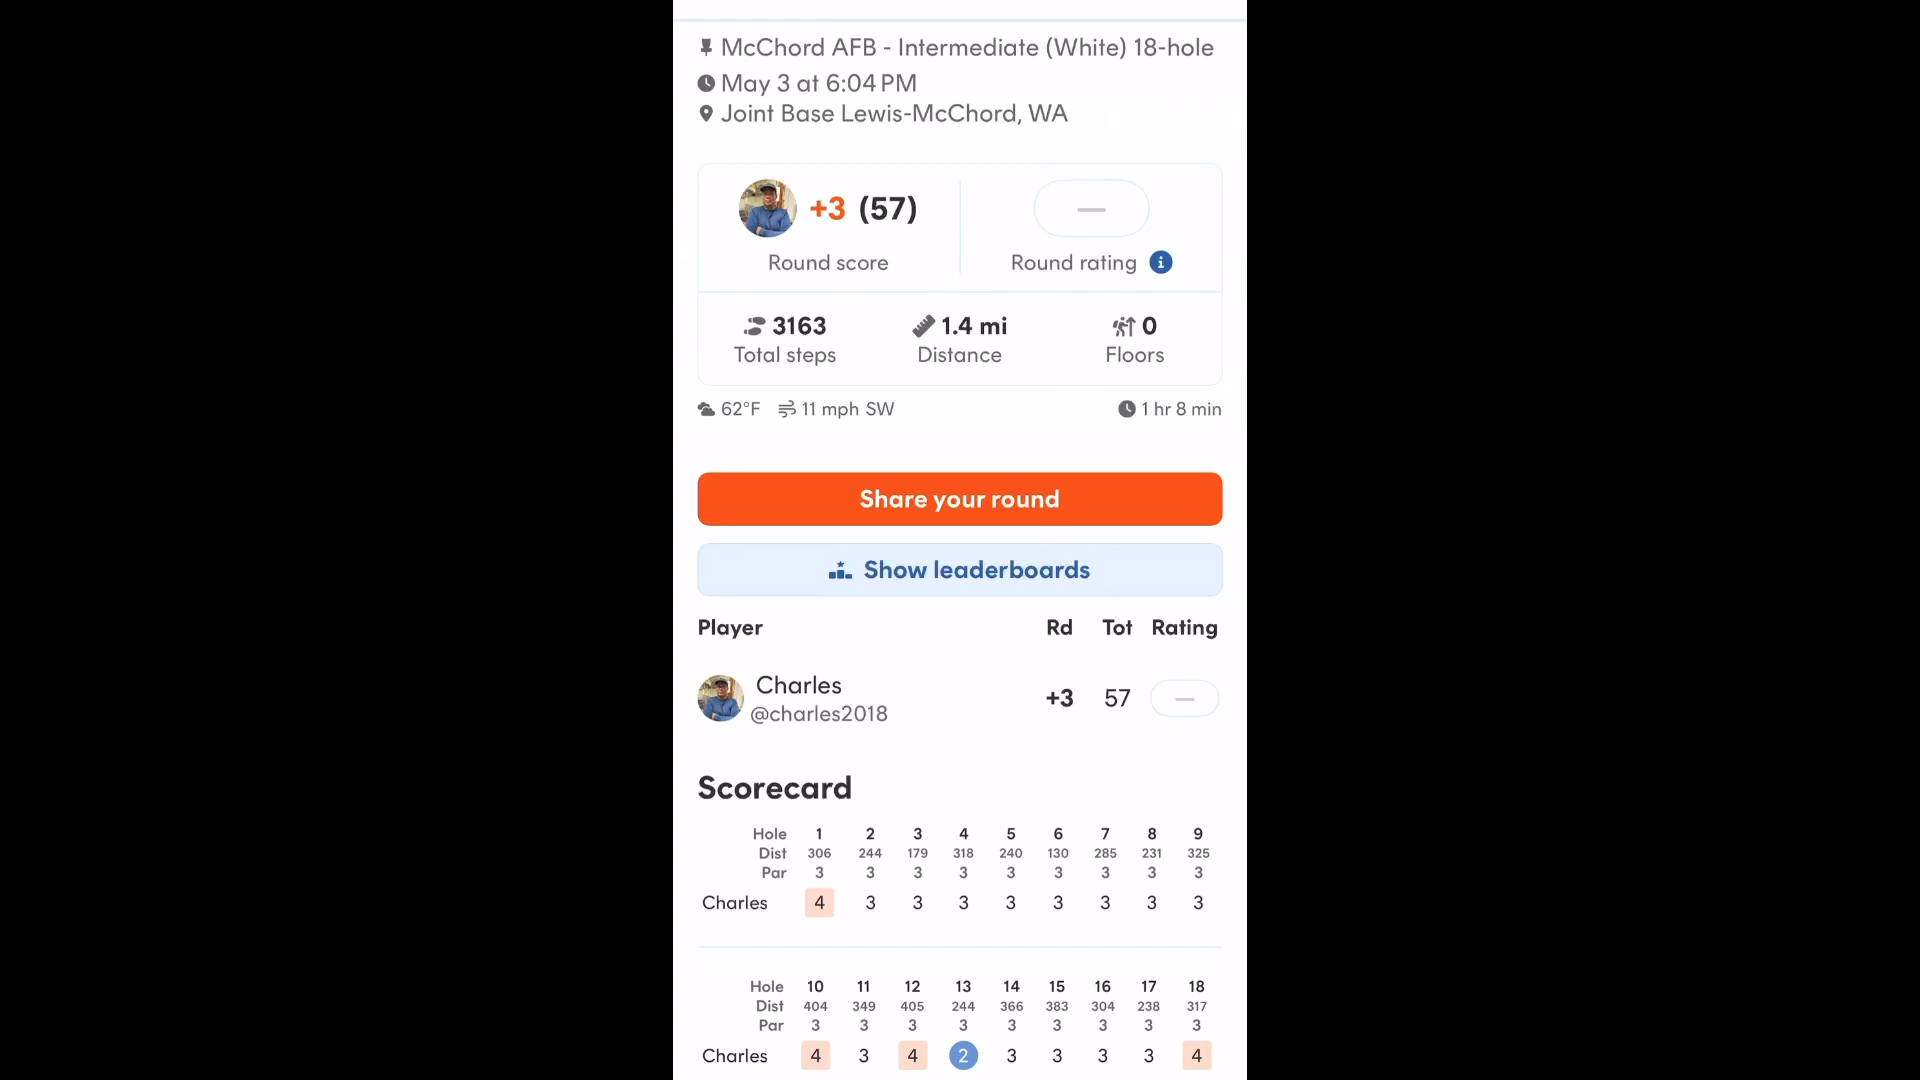 McChord AFB - Intermediate (White) 18-hole
May 3 at 6:04 PM
Joint Base Lewis-McChord, WA
+3 (57)
—
Round score
Round rating
3163
1.4 mi
0
Total steps
Distance
Floors
62°F 11 mph SW
1 hr 8 min
Share your round
Show leaderboards
Player Rd Tot Rating
Charles
@charles2018
+3 57 —
Scorecard
Hole 1 2 3 4 5 6 7 8 9
Dist 306 244 179 318 240 130 285 231 325
Par 3 3 3 3 3 3 3 3 3
Charles 4 3 3 3 3 3 3 3 3
Hole 10 11 12 13 14 15 16 17 18
Dist 404 349 405 244 366 383 304 238 317
Par 3 3 3 3 3 3 3 3 3
Charles 4 3 4 2 3 3 3 3 4